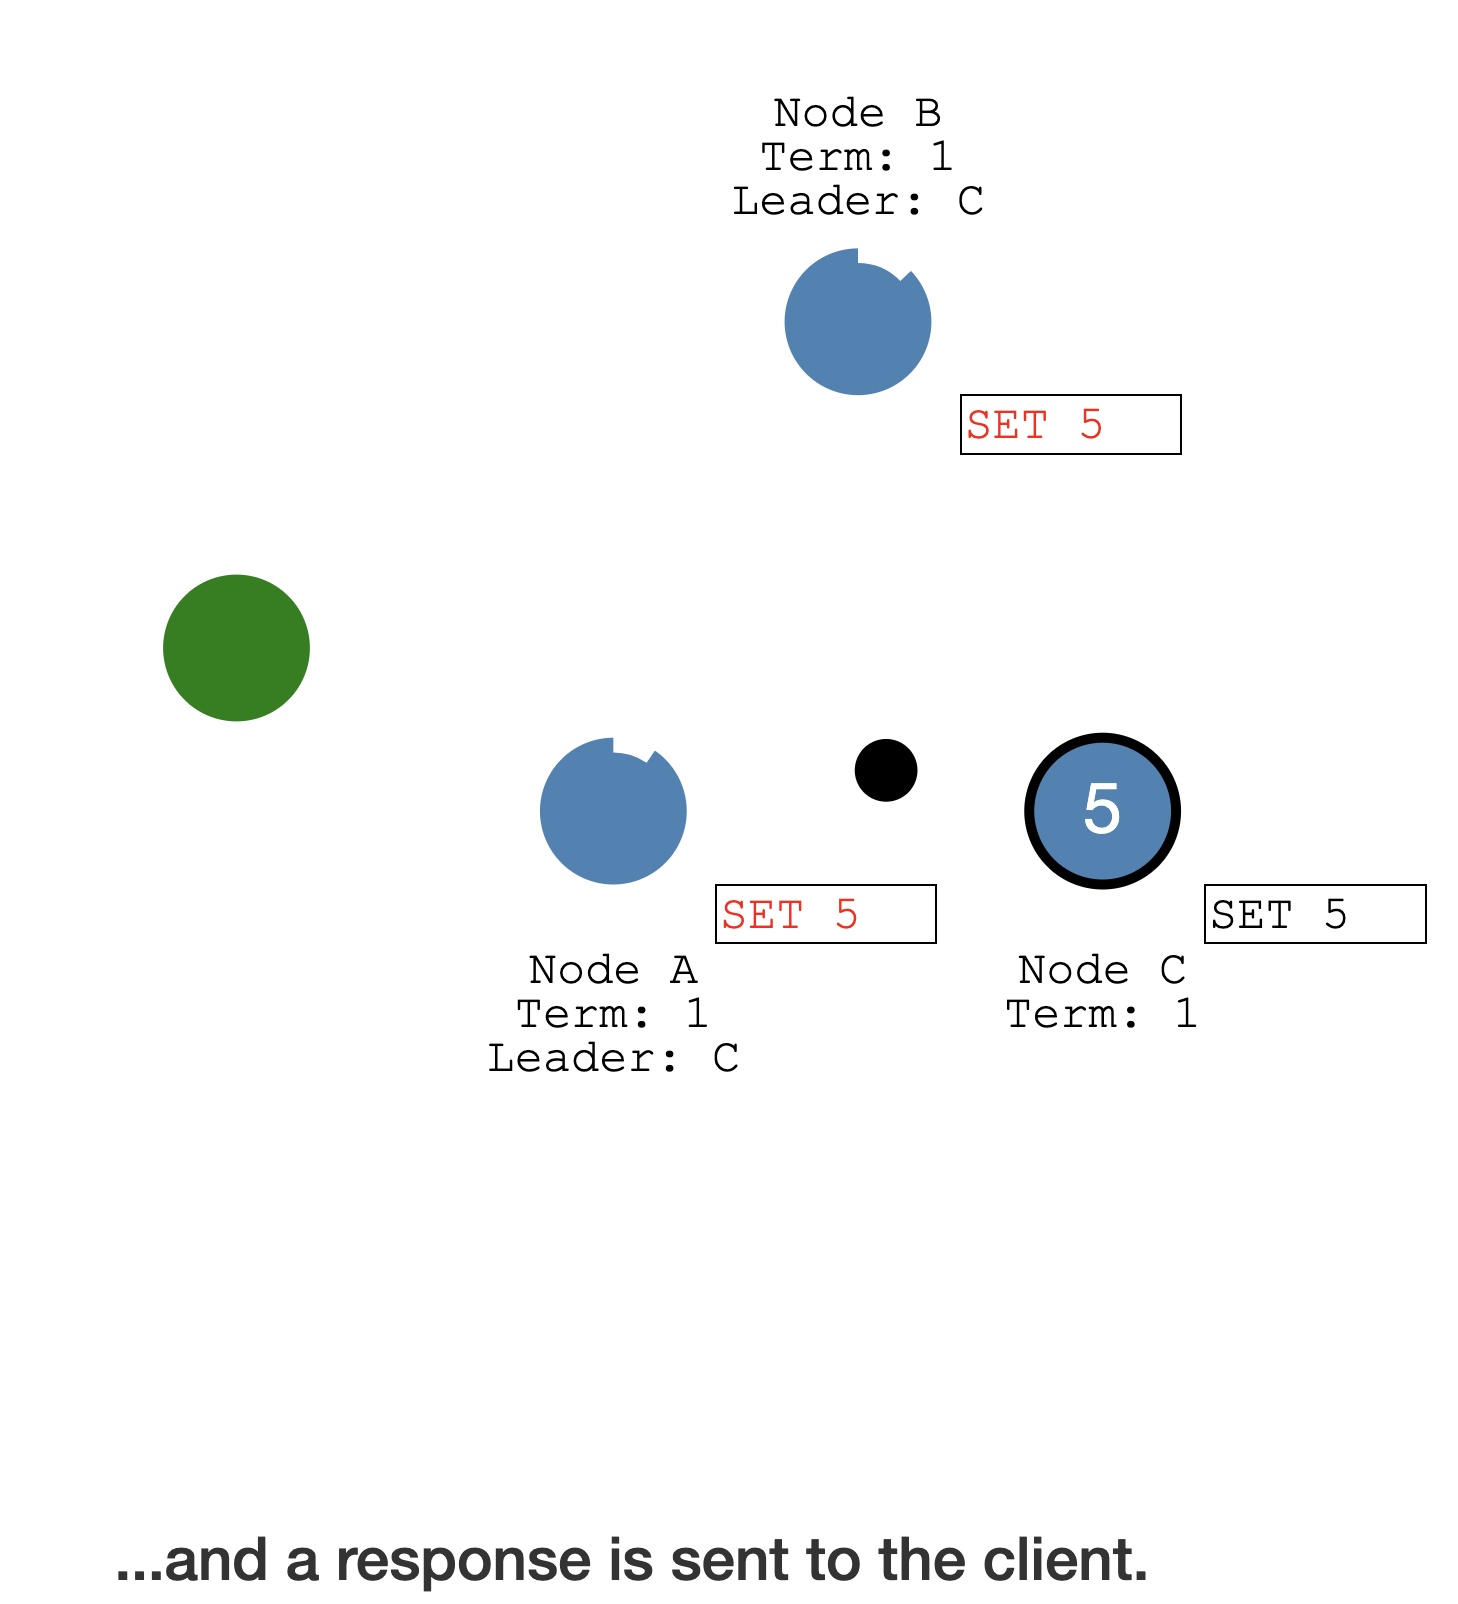 Node B
Term: 1
Leader: C
SET 5
5
SET 5
SET 5
Node A
Term: 1
Leader: C
Node C
Term: 1
...and a response is sent to the client.